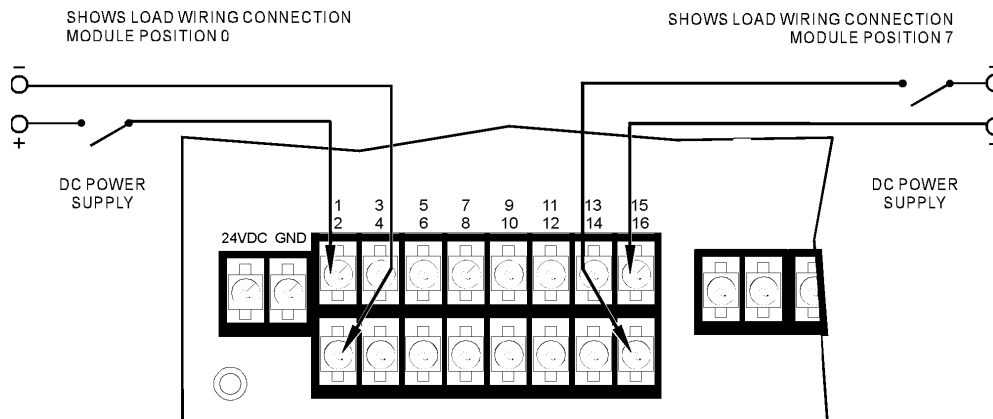 SHOWS LOAD WIRING CONNECTION
MODULE POSITION 0
SHOWS LOAD WIRING CONNECTION
MODULE POSITION 7
−
+
−
−
DC POWER
SUPPLY
DC POWER
SUPPLY
1 3 5 7 9 11 13 15
2 4 6 8 10 12 14 16
24VDC GND